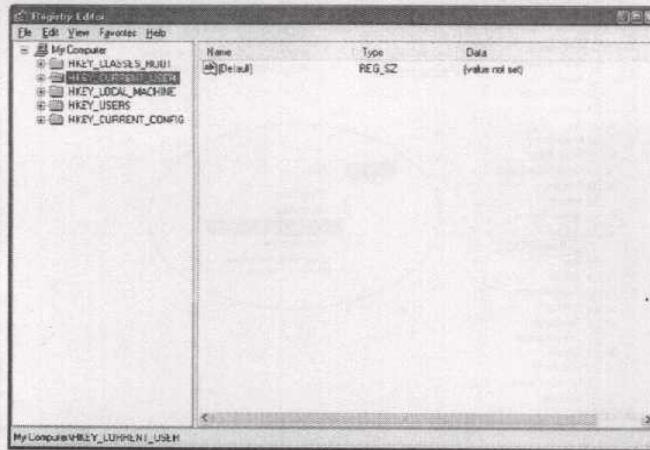 Registry Editor
File Edit View Favorites Help
My Computer
HKEY_CLASSES_ROOT
HKEY_CURRENT_USER
HKEY_LOCAL_MACHINE
HKEY_USERS
HKEY_CURRENT_CONFIG
Name Type Data
ab (Default) REG_SZ (value not set)
My Computer\HKEY_CURRENT_USER